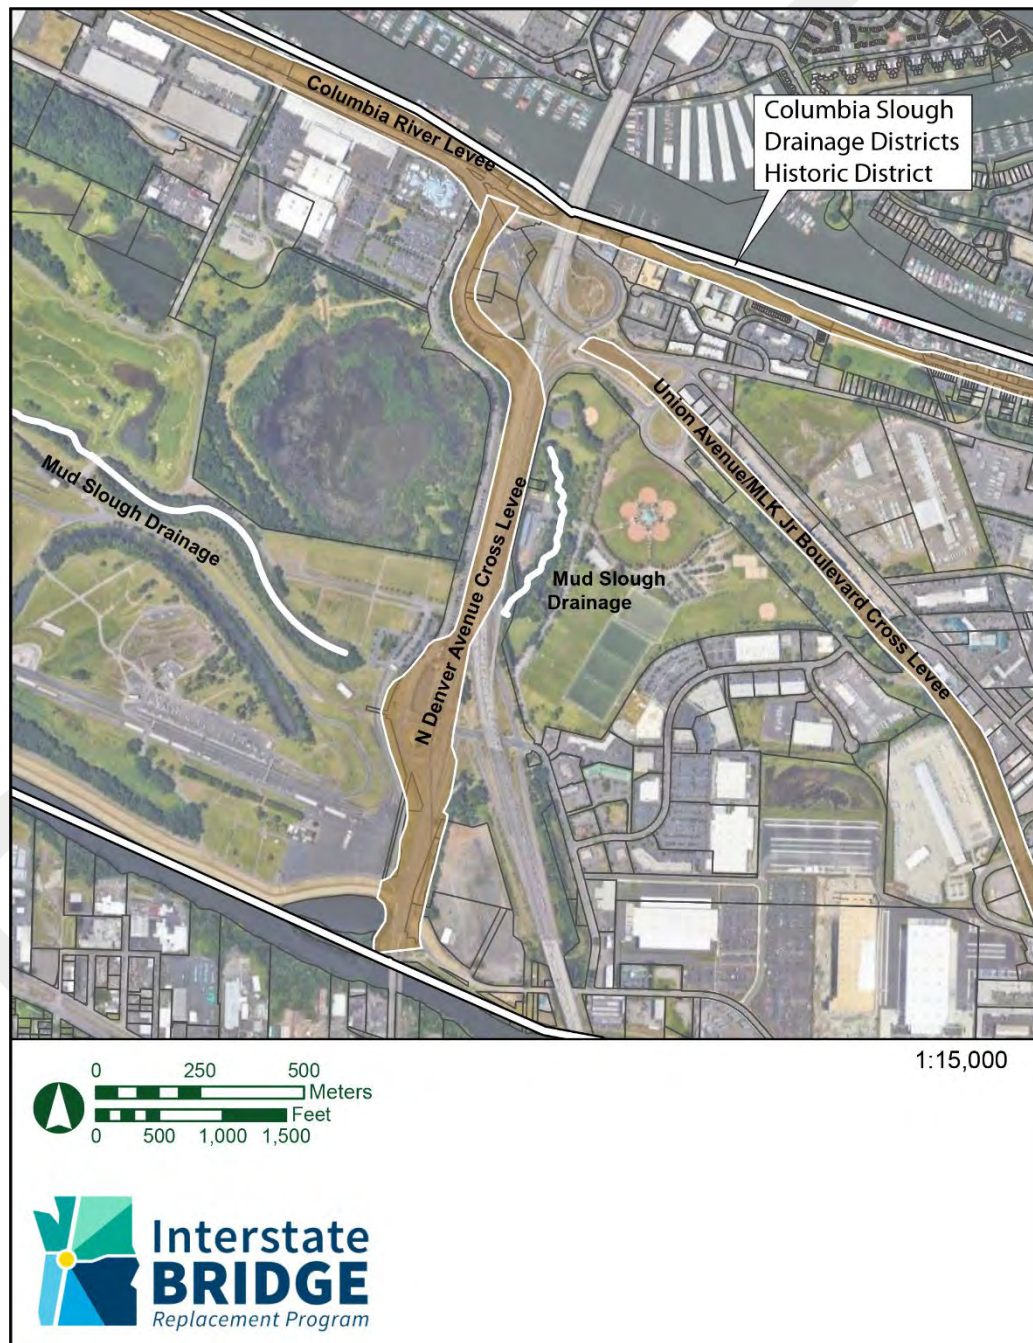 Columbia River Levee
Columbia Slough
Drainage Districts
Historic District
Union Avenue/MLK Jr Boulevard Cross Levee
Mud Slough Drainage
N Denver Avenue Cross Levee
Mud Slough
Drainage
1:15,000
0 250 500
Meters
Feet
0 500 1,000 1,500
Interstate
BRIDGE
Replacement Program